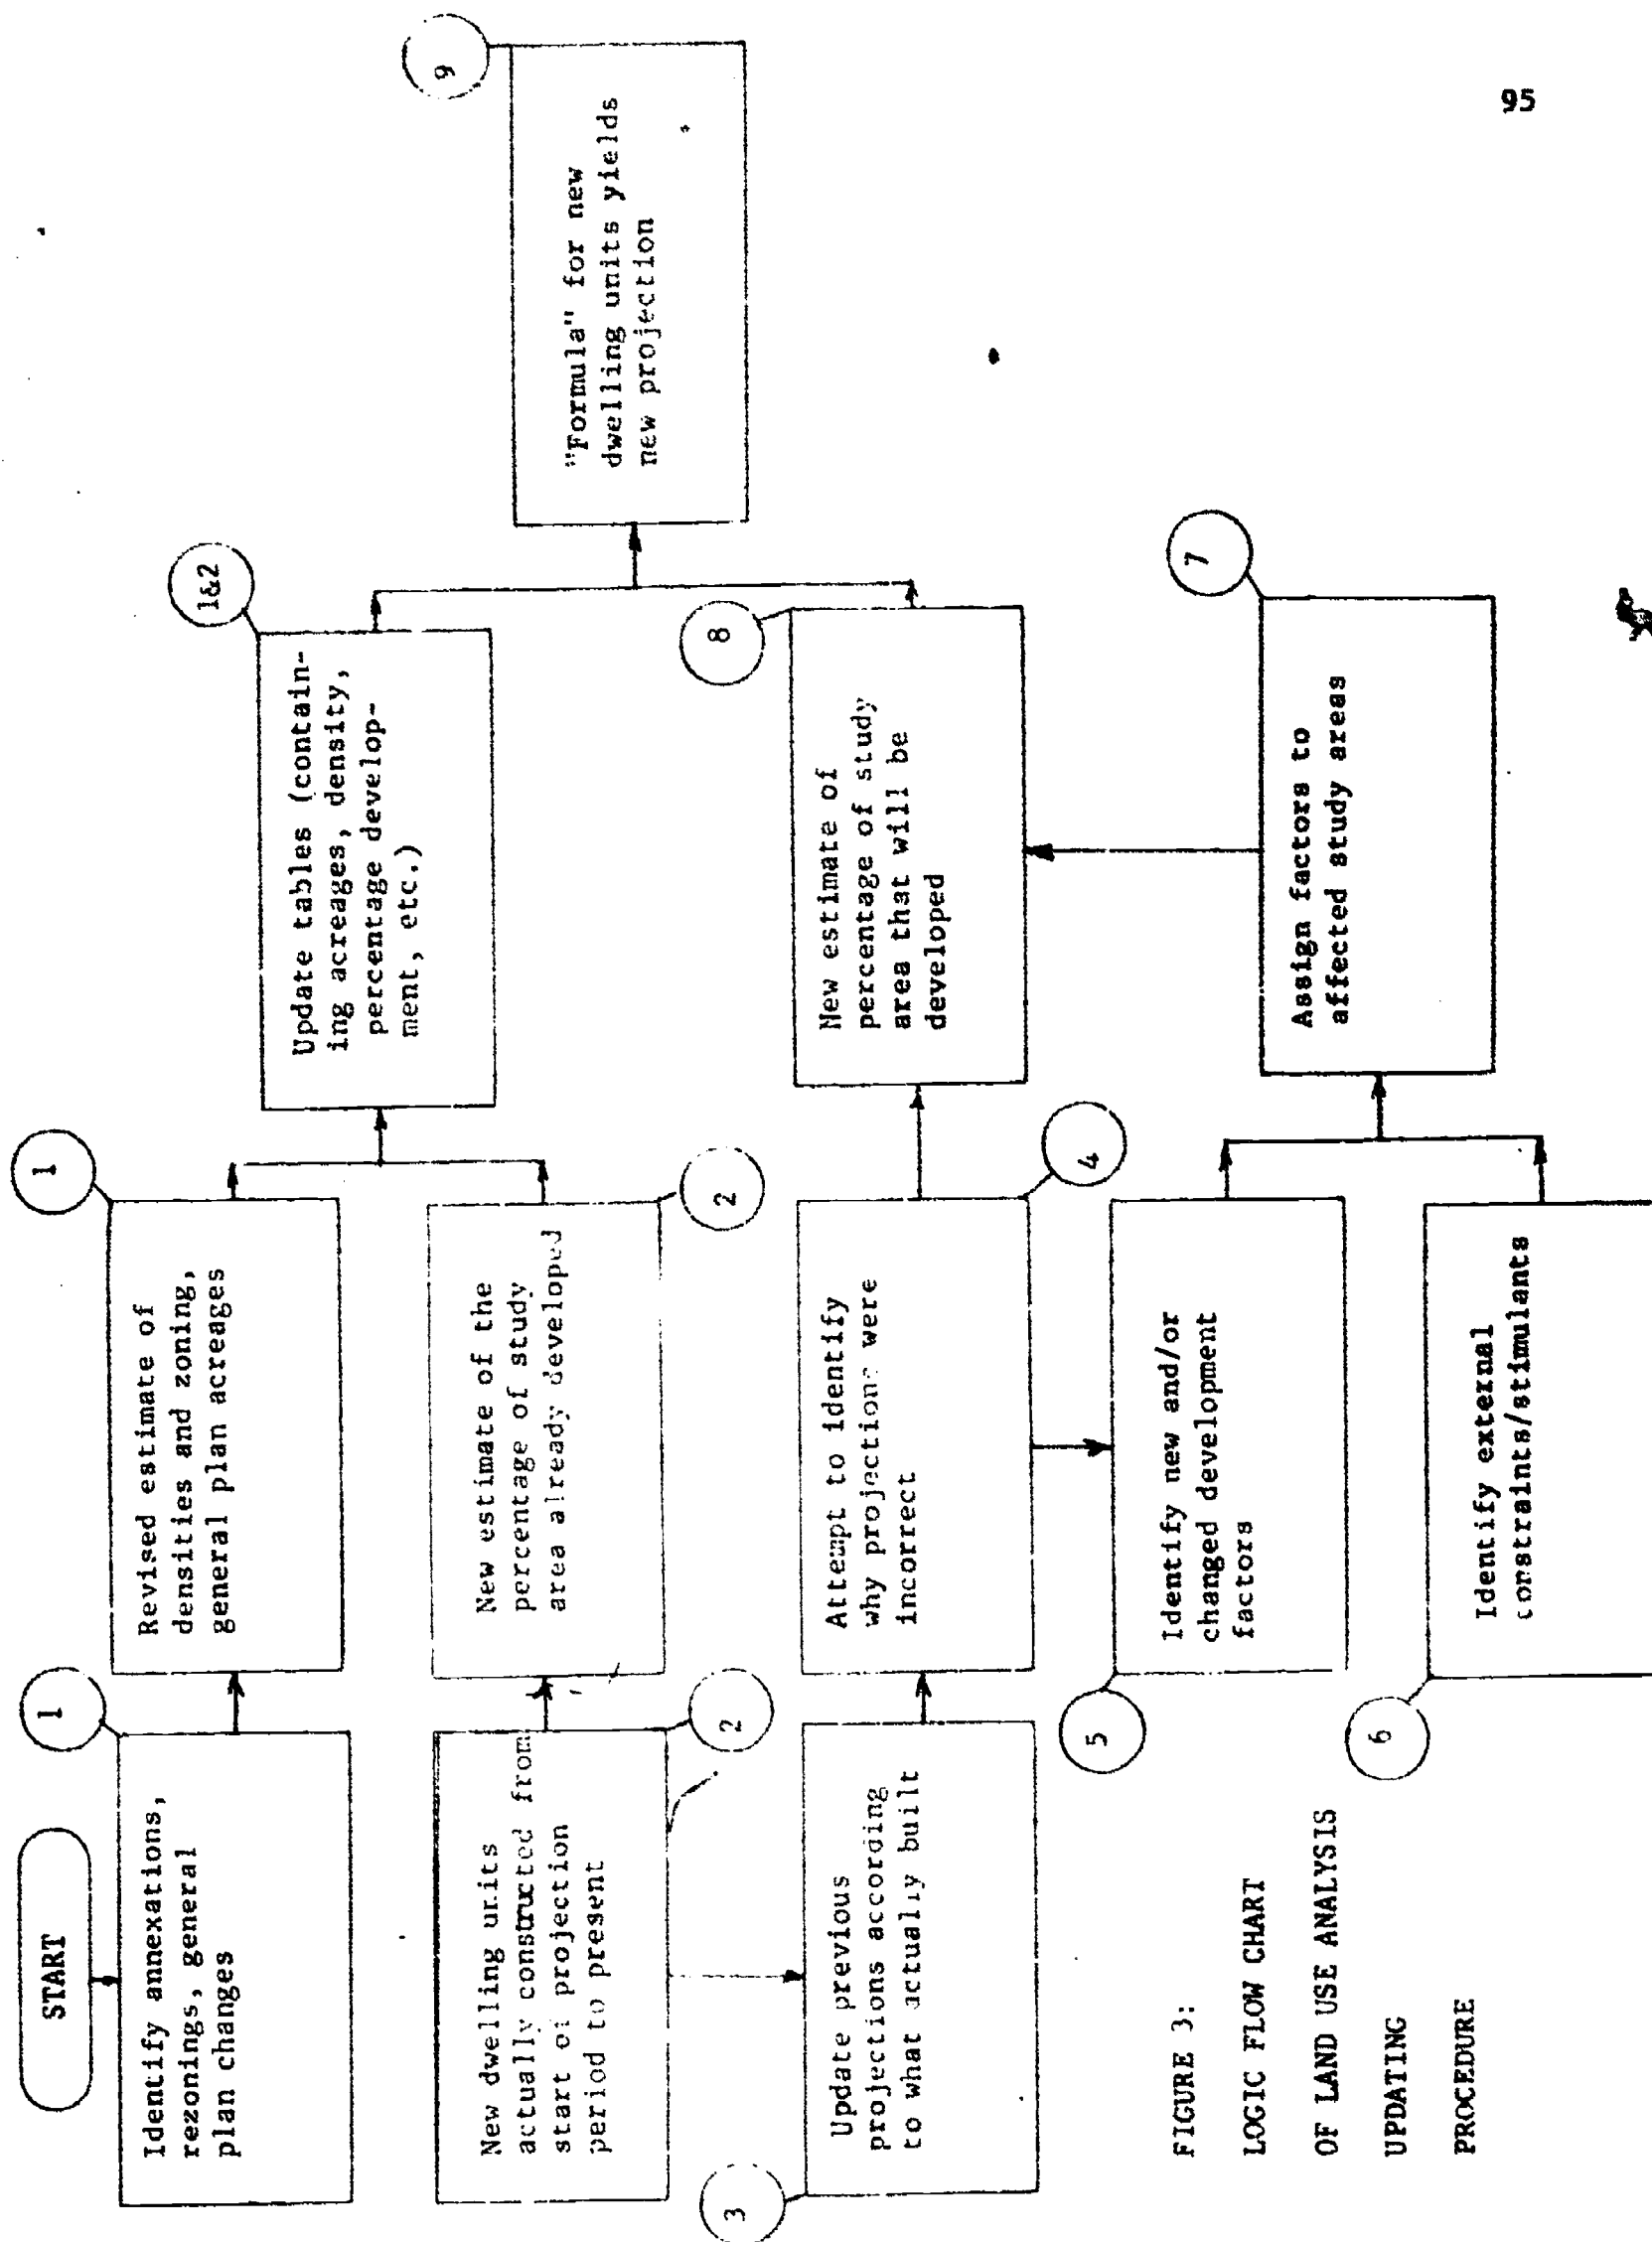 START
Identify annexations,
rezonings, general
plan changes
1
Revised estimate of
densities and zoning,
general plan acreages
1
Update tables (contain-
ing acreages, density,
percentage develop-
ment, etc.)
1&2
New dwelling units
actually constructed from
start of projection
period to present
2
New estimate of the
percentage of study
area already developed
2
"Formula" for new
dwelling units yields
new projection
9
3
Update previous
projections according
to what actually built
Attempt to identify
why projections were
incorrect
4
New estimate of
percentage of study
area that will be
developed
8
5
Identify new and/or
changed development
factors
Assign factors to
affected study areas
7
6
Identify external
constraints/stimulants
FIGURE 3:
LOGIC FLOW CHART
OF LAND USE ANALYSIS
UPDATING
PROCEDURE
95